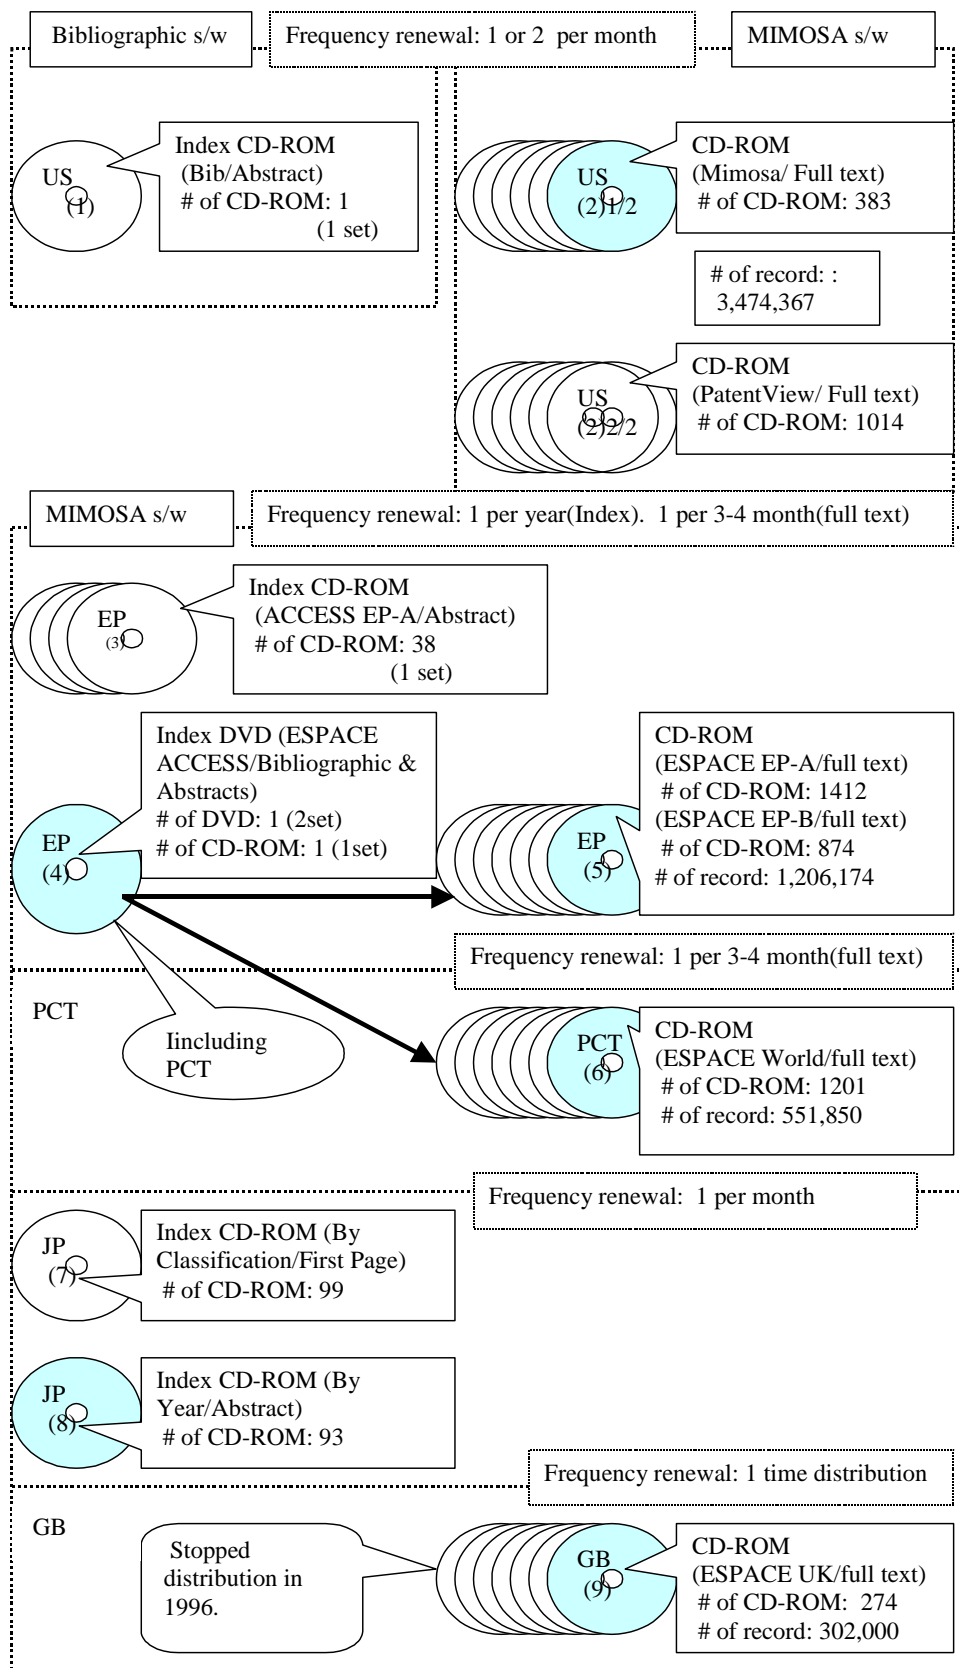 Bibliographic s/w
Frequency renewal: 1 or 2  per month
MIMOSA s/w
US
(1)
Index CD-ROM
(Bib/Abstract)
# of CD-ROM: 1
(1 set)
US
(2)1/2
CD-ROM
(Mimosa/ Full text)
# of CD-ROM: 383
# of record: :
3,474,367
US
(2)2/2
CD-ROM
(PatentView/ Full text)
# of CD-ROM: 1014
MIMOSA s/w
Frequency renewal: 1 per year(Index).  1 per 3-4 month(full text)
EP
(3)
Index CD-ROM
(ACCESS EP-A/Abstract)
# of CD-ROM: 38
(1 set)
EP
(4)
Index DVD (ESPACE
ACCESS/Bibliographic &
Abstracts)
# of DVD: 1 (2set)
# of CD-ROM: 1 (1set)
EP
(5)
CD-ROM
(ESPACE EP-A/full text)
# of CD-ROM: 1412
(ESPACE EP-B/full text)
# of CD-ROM: 874
# of record: 1,206,174
Frequency renewal: 1 per 3-4 month(full text)
PCT
Iincluding
PCT
PCT
(6)
CD-ROM
(ESPACE World/full text)
# of CD-ROM: 1201
# of record: 551,850
Frequency renewal:  1 per month
JP
(7)
Index CD-ROM (By
Classification/First Page)
# of CD-ROM: 99
JP
(8)
Index CD-ROM (By
Year/Abstract)
# of CD-ROM: 93
Frequency renewal: 1 time distribution
GB
Stopped
distribution in
1996.
GB
(9)
CD-ROM
(ESPACE UK/full text)
# of CD-ROM:  274
# of record: 302,000